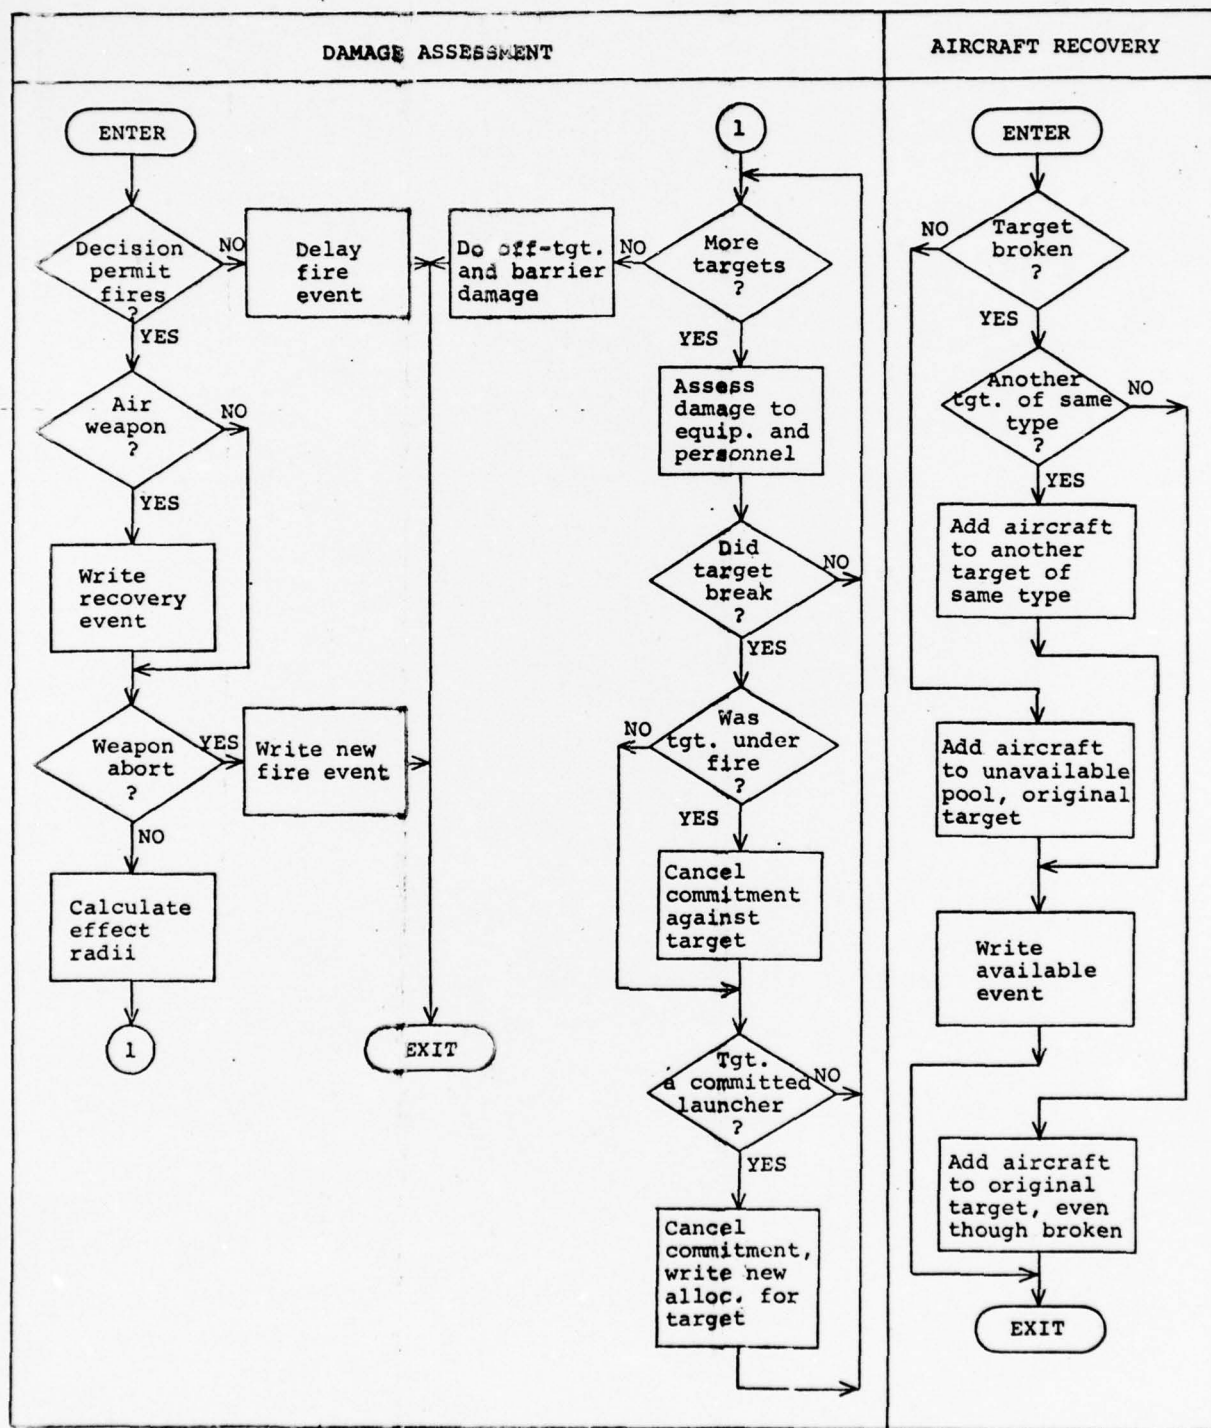 DAMAGE ASSESSMENT
AIRCRAFT RECOVERY
ENTER
Decision
permit
fires
?
NO
Delay
fire
event
YES
Air
weapon
?
NO
YES
Write
recovery
event
Weapon
abort
?
YES
Write new
fire event
NO
Calculate
effect
radii
1
EXIT
1
More
targets
?
NO
Do off-tgt.
and barrier
damage
YES
Assess
damage to
equip. and
personnel
Did
target
break
?
NO
YES
Was
tgt. under
fire
?
NO
YES
Cancel
commitment
against
target
Tgt.
a committed
launcher
?
NO
YES
Cancel
commitment,
write new
alloc. for
target
ENTER
Target
broken
?
NO
YES
Another
tgt. of same
type
?
NO
YES
Add aircraft
to another
target of
same type
Add aircraft
to unavailable
pool, original
target
Write
available
event
Add aircraft
to original
target, even
though broken
EXIT